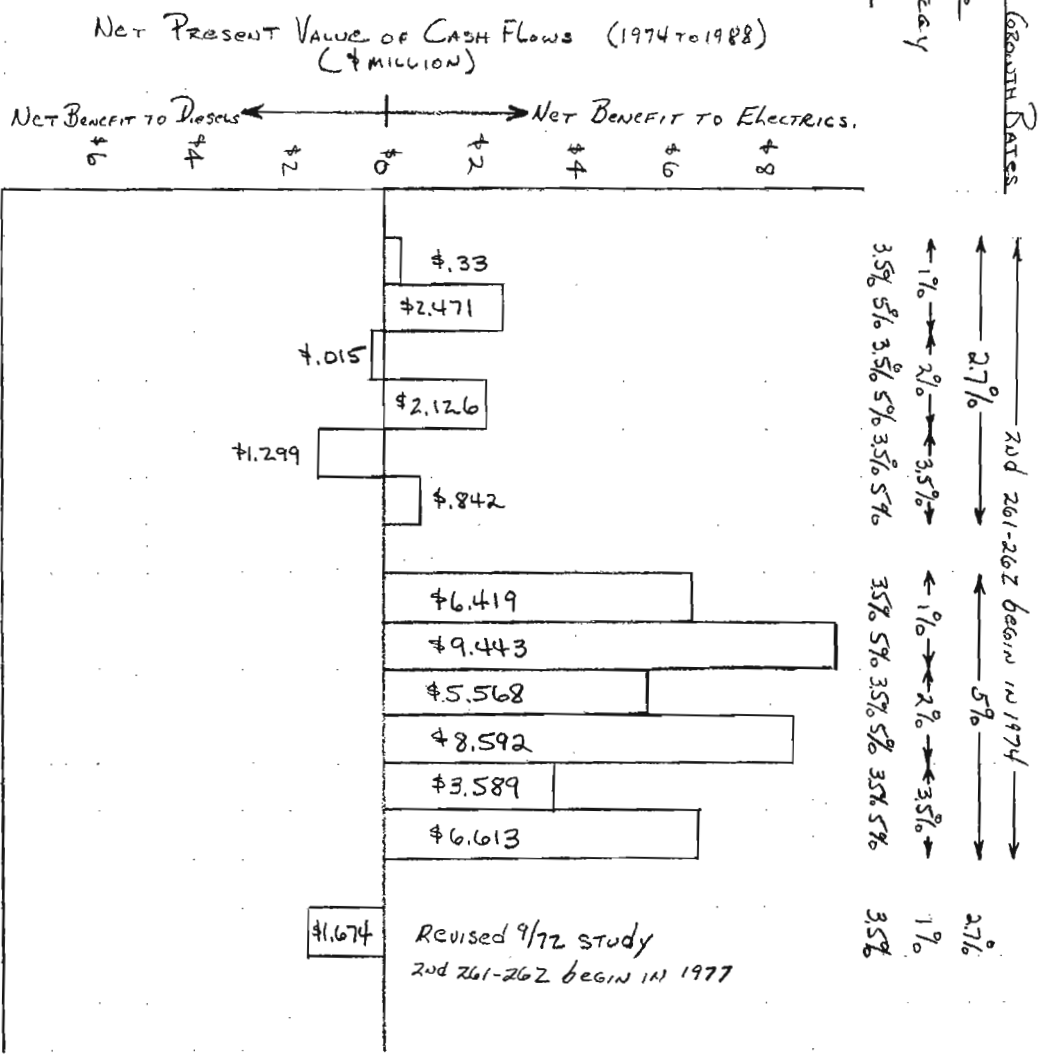 GROWTH RATES
NET PRESENT VALUE OF CASH FLOWS (1974 TO 1988)
($ MILLION)
NET BENEFIT TO DIESELS
NET BENEFIT TO ELECTRICS.
$6 $4 $2 $0 $2 $4 $6 $8
2nd 261-262 begin in 1974
2.7%
1% 2% 3.5%
3.5% 5% 3.5% 5% 3.5% 5%
5%
1% 2% 3.5%
3.5% 5% 3.5% 5% 3.5% 5%
2.7%
1%
3.5%
$.33
$2.471
$.015
$2.126
$1.299
$.842
$6.419
$9.443
$5.568
$8.592
$3.589
$6.613
$1.674
Revised 9/72 STUDY
2nd 261-262 begin in 1977